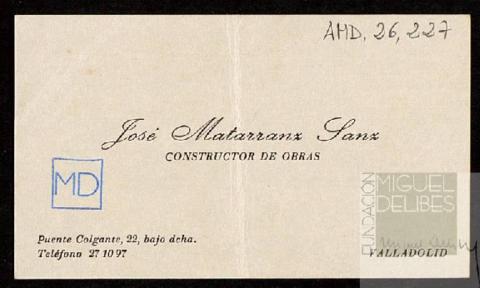 AMD, 26, 227
José Matarranz Sanz
CONSTRUCTOR DE OBRAS
MD
FUNDACIÓN
MIGUEL
DELIBES
Puente Colgante, 22, bajo dcha.
Teléfono 27 10 97
VALLADOLID